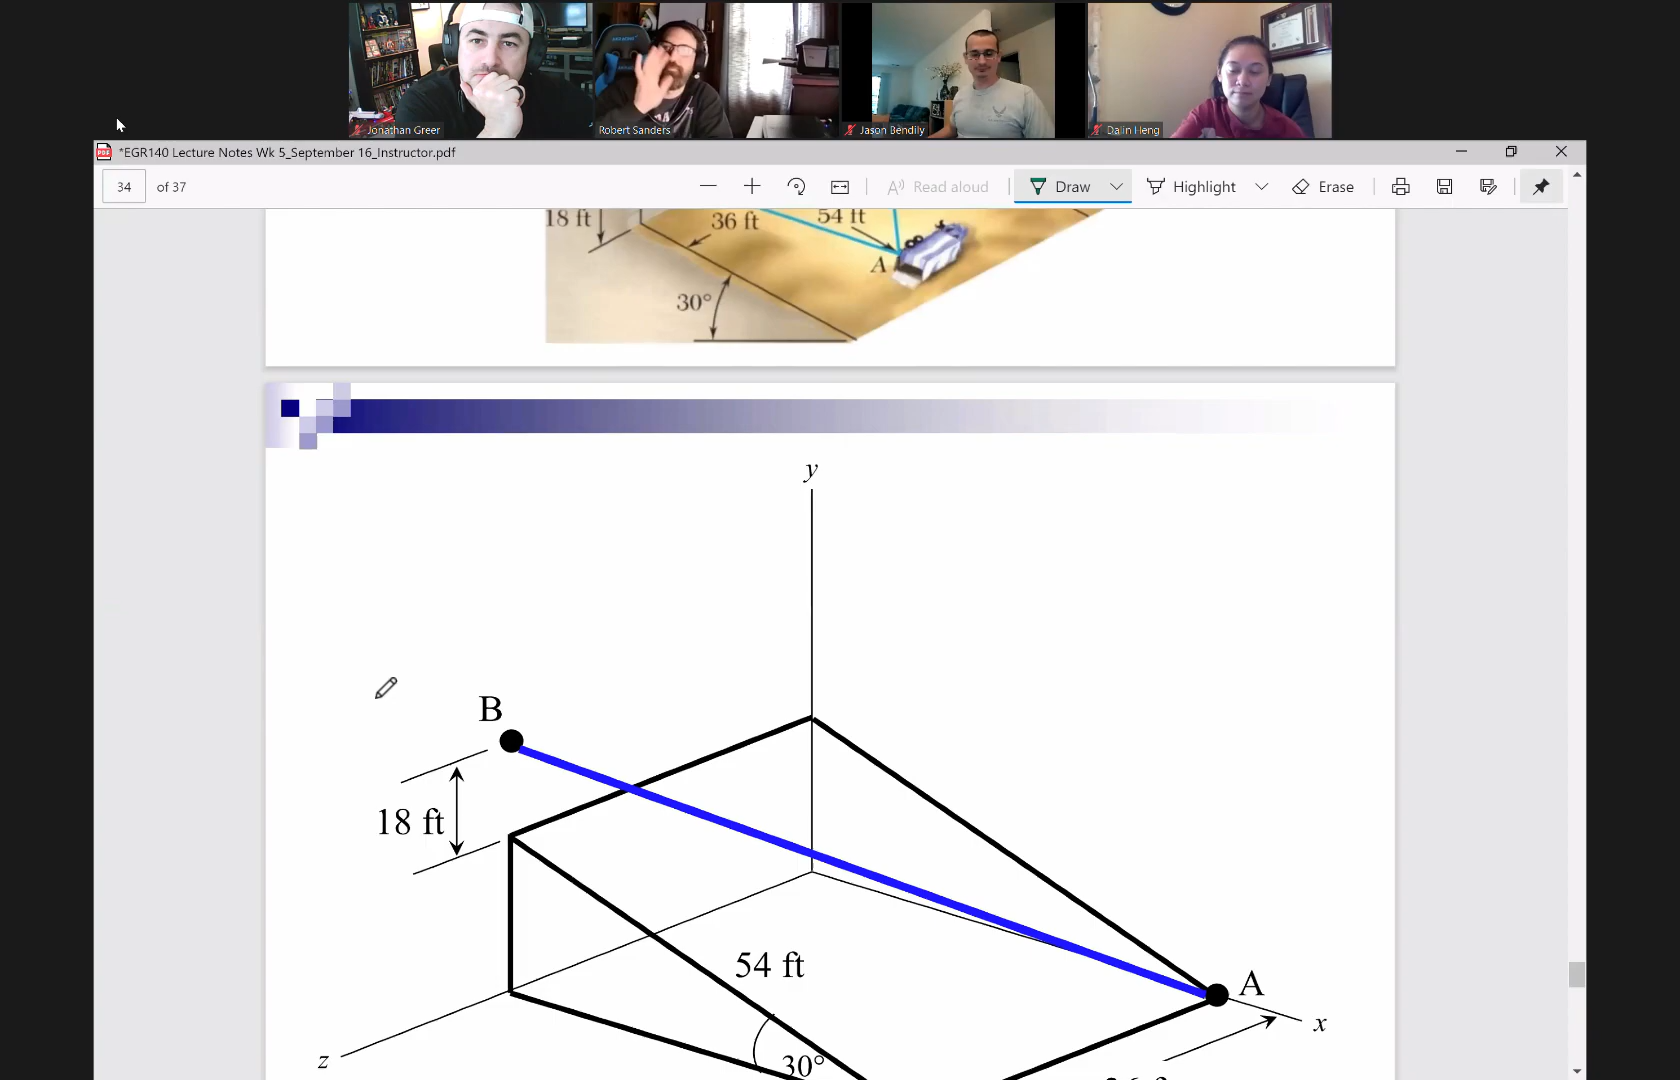 Jonathan Greer
Robert Sanders
Jason Bendily
Dalin Heng
*EGR140 Lecture Notes Wk 5_September 16_Instructor.pdf
34 of 37
Read aloud
Draw
Highlight
Erase
18 ft
36 ft
54 ft
A
30°
y
B
18 ft
54 ft
A
x
z
30°